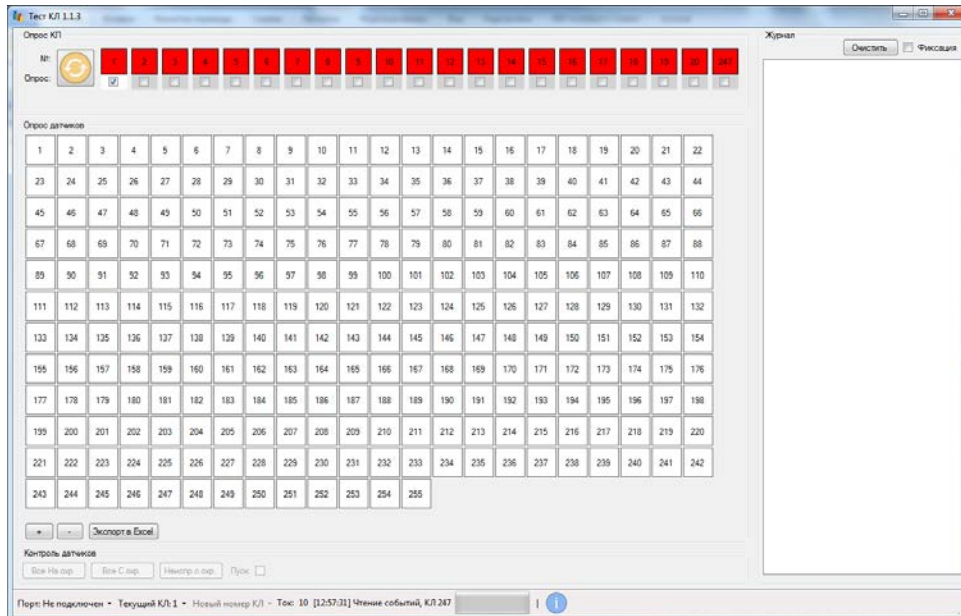 Тест КЛ 1.1.3
Опрос КП
№:
1 2 3 4 5 6 7 8 9 10 11 12 13 14 15 16 17 18 19 20 247
Опрос:
Журнал
Очистить Фиксация
Опрос датчиков
1 2 3 4 5 6 7 8 9 10 11 12 13 14 15 16 17 18 19 20 21 22
23 24 25 26 27 28 29 30 31 32 33 34 35 36 37 38 39 40 41 42 43 44
45 46 47 48 49 50 51 52 53 54 55 56 57 58 59 60 61 62 63 64 65 66
67 68 69 70 71 72 73 74 75 76 77 78 79 80 81 82 83 84 85 86 87 88
89 90 91 92 93 94 95 96 97 98 99 100 101 102 103 104 105 106 107 108 109 110
111 112 113 114 115 116 117 118 119 120 121 122 123 124 125 126 127 128 129 130 131 132
133 134 135 136 137 138 139 140 141 142 143 144 145 146 147 148 149 150 151 152 153 154
155 156 157 158 159 160 161 162 163 164 165 166 167 168 169 170 171 172 173 174 175 176
177 178 179 180 181 182 183 184 185 186 187 188 189 190 191 192 193 194 195 196 197 198
199 200 201 202 203 204 205 206 207 208 209 210 211 212 213 214 215 216 217 218 219 220
221 222 223 224 225 226 227 228 229 230 231 232 233 234 235 236 237 238 239 240 241 242
243 244 245 246 247 248 249 250 251 252 253 254 255
+ - Экспорт в Excel
Контроль датчиков
Все На охр. Все С охр. Неиспр о охр. Пуск
Порт: Не подключен Текущий КЛ: 1 Новый номер КЛ Ток: 10 [12:57:31] Чтение событий, КЛ 247